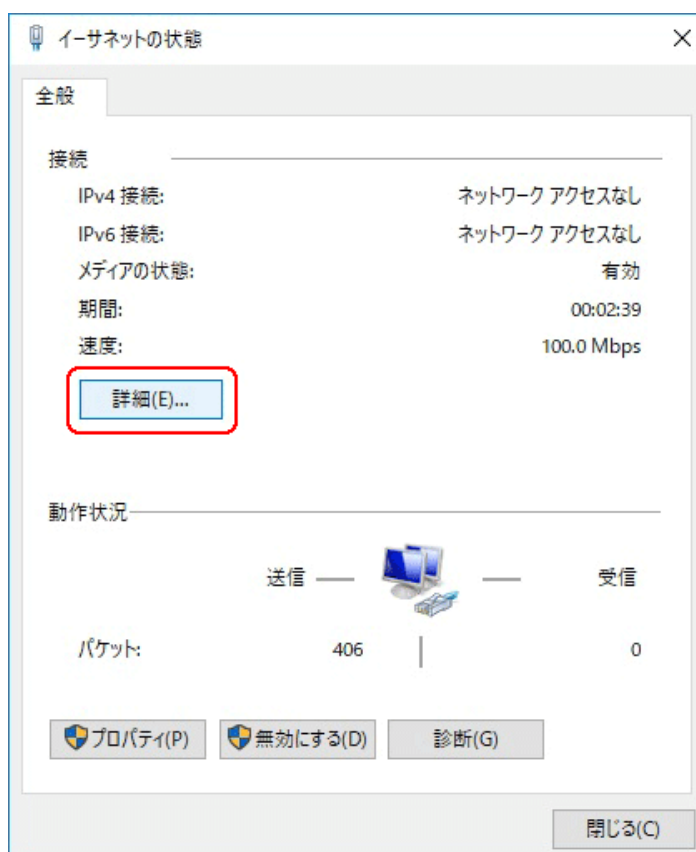 イーサネットの状態
全般
接続
IPv4 接続: ネットワーク アクセスなし
IPv6 接続: ネットワーク アクセスなし
メディアの状態: 有効
期間: 00:02:39
速度: 100.0 Mbps
詳細(E)...
動作状況
送信 受信
パケット: 406 0
プロパティ(P) 無効にする(D) 診断(G)
閉じる(C)